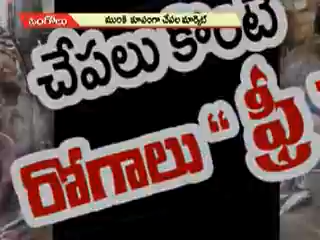 ఒంగోలు మురికి కూపంగా చేపల మార్కెట్
చేపలు కొంటే
రోగాలు “ ఫ్రీ ”